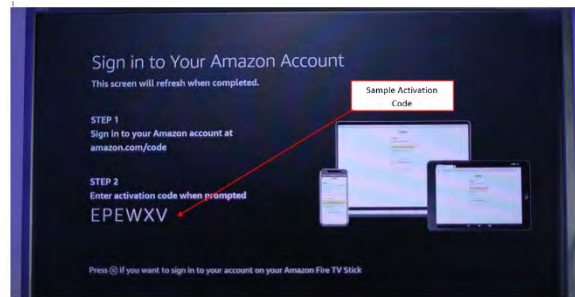 Sign in to Your Amazon Account
This screen will refresh when completed.
Sample Activation
Code
STEP 1
Sign in to your Amazon account at
amazon.com/code
STEP 2
Enter activation code when prompted
EPEWXV
Press ⊗ if you want to sign in to your account on your Amazon Fire TV Stick